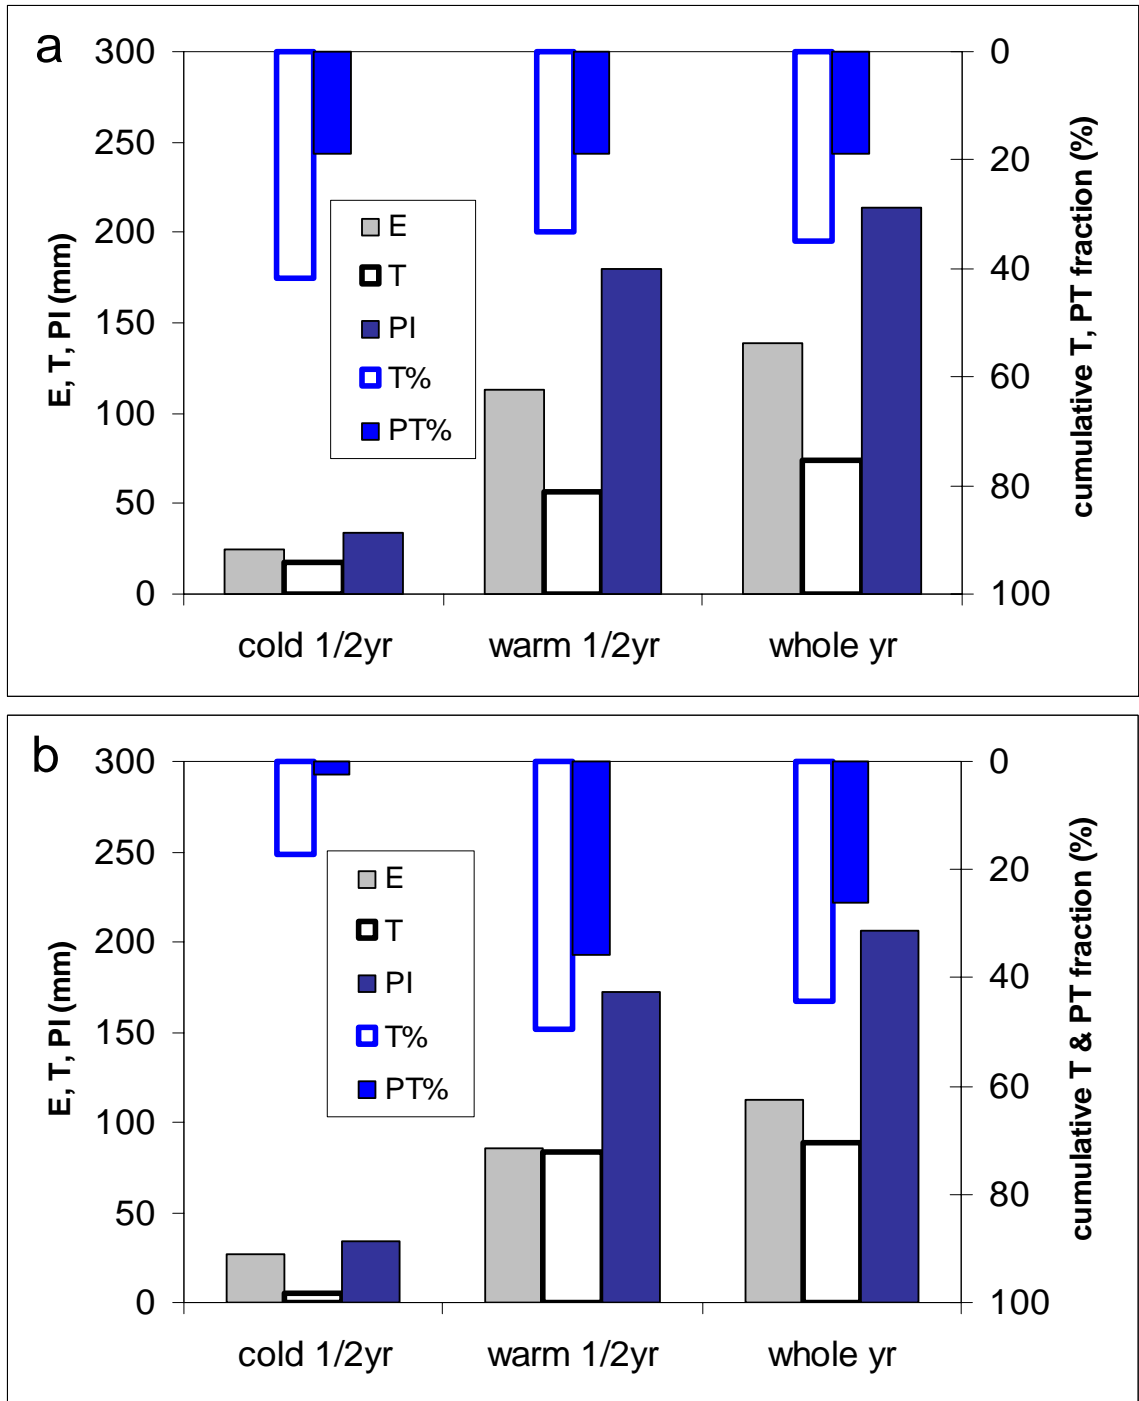 a
300
250
200
150
100
50
0
E, T, PI (mm)
E
T
PI
T%
PT%
0
20
40
60
80
100
cumulative T, PT fraction (%)
cold 1/2yr
warm 1/2yr
whole yr
b
300
250
200
150
100
50
0
E, T, PI (mm)
E
T
PI
T%
PT%
0
20
40
60
80
100
cumulative T & PT fraction (%)
cold 1/2yr
warm 1/2yr
whole yr